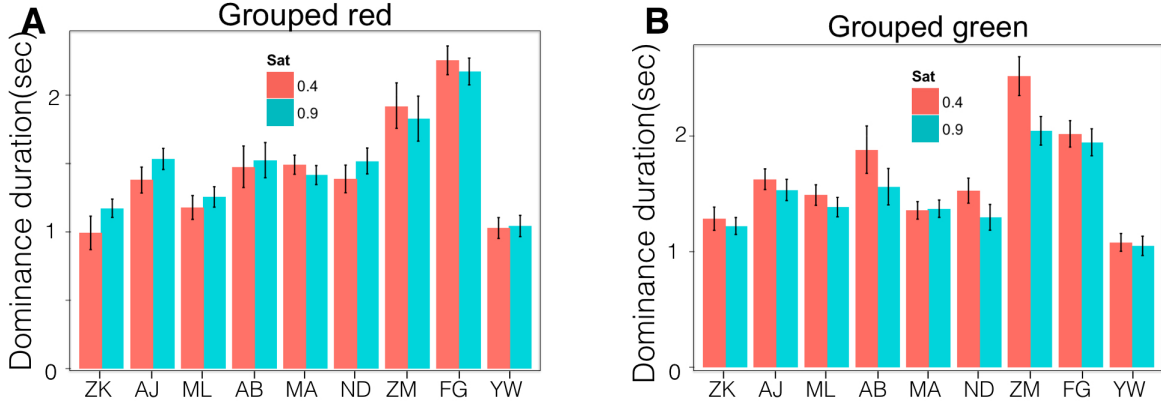 A
Grouped red
Dominance duration(sec)
2
1
0
Sat
0.4
0.9
ZK AJ ML AB MA ND ZM FG YW
B
Grouped green
Dominance duration(sec)
2
1
0
Sat
0.4
0.9
ZK AJ ML AB MA ND ZM FG YW